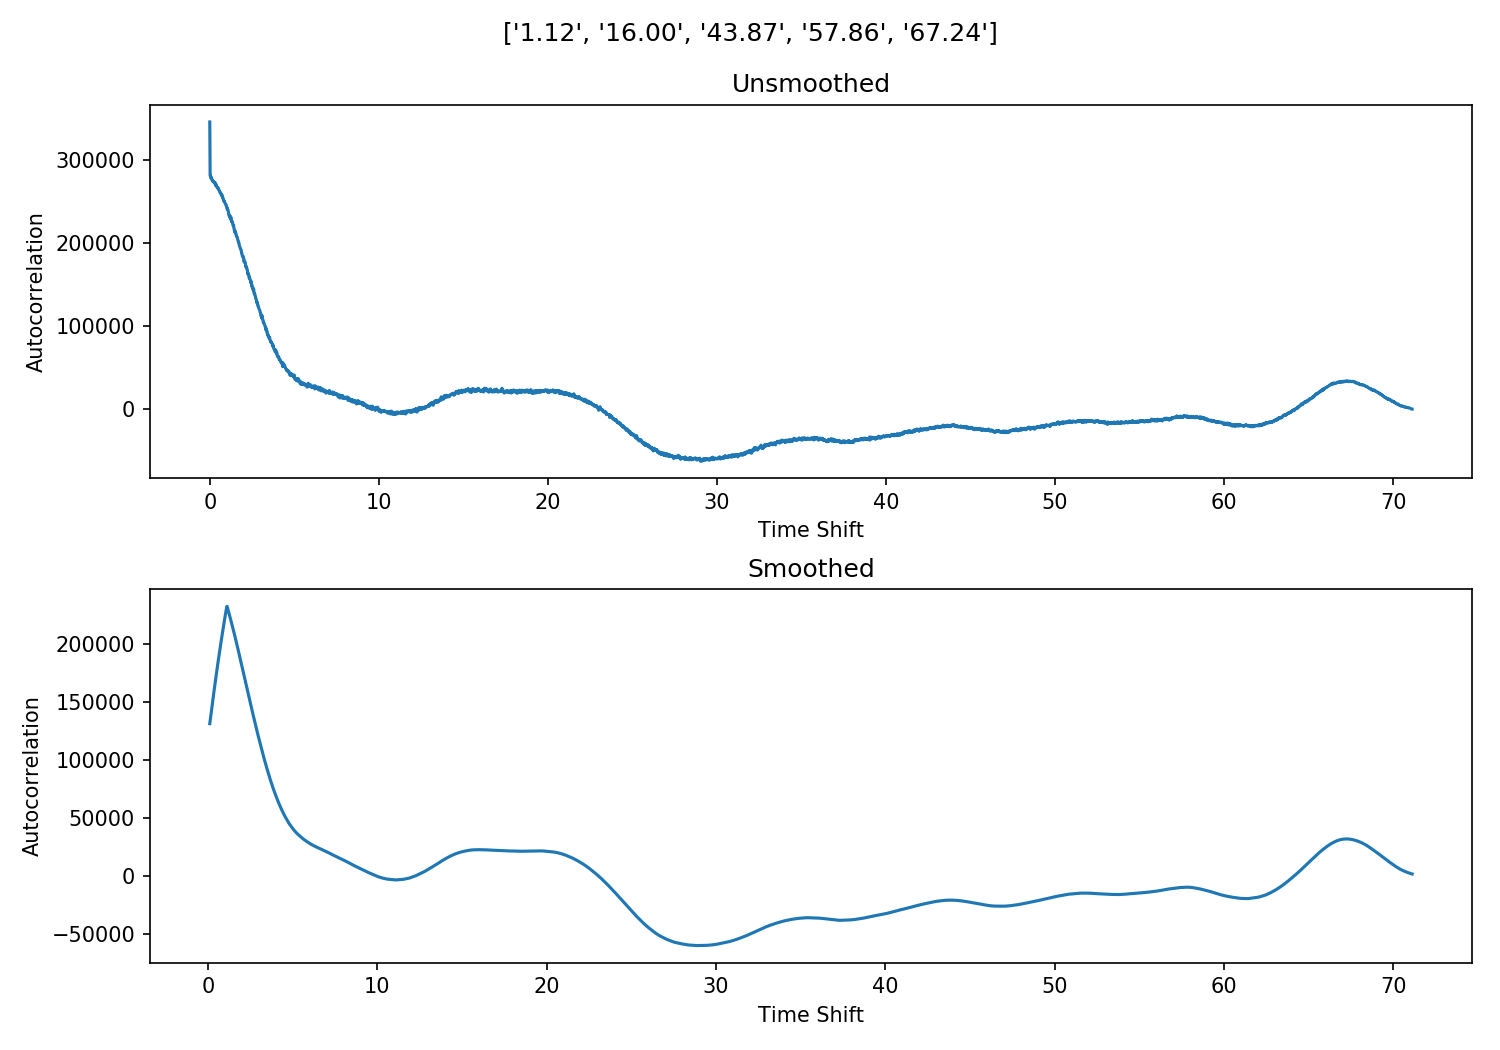 ['1.12', '16.00', '43.87', '57.86', '67.24']
Unsmoothed
300000
200000
100000
0
Autocorrelation
0 10 20 30 40 50 60 70
Time Shift
Smoothed
200000
150000
100000
50000
0
−50000
Autocorrelation
0 10 20 30 40 50 60 70
Time Shift